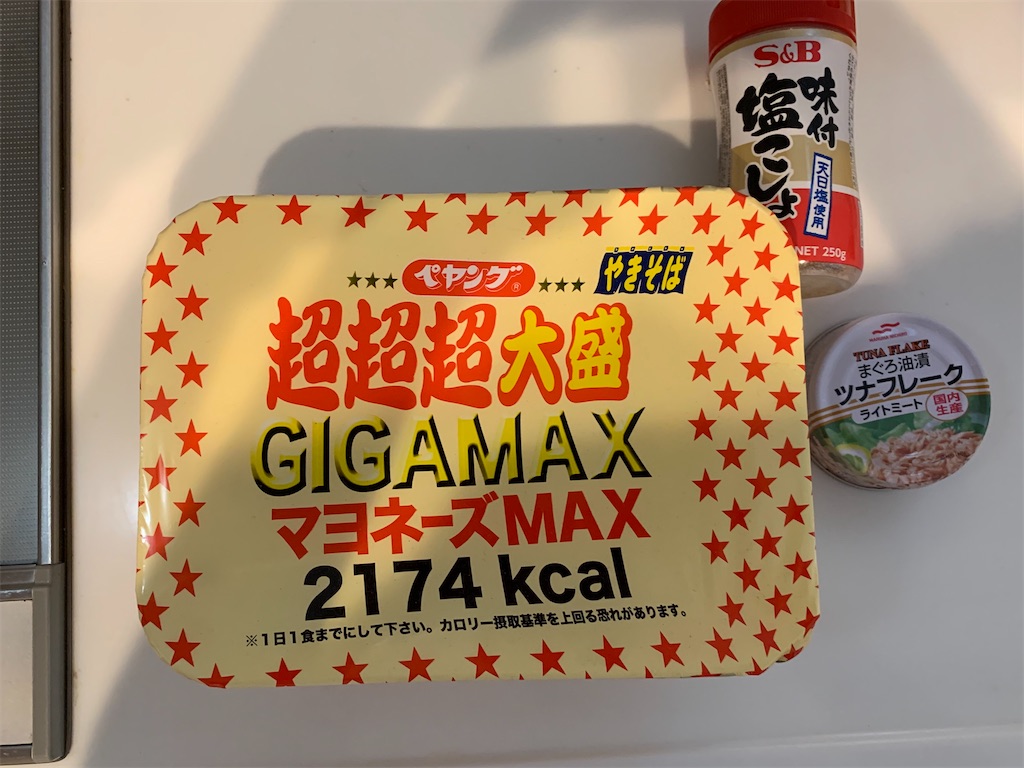 ペヤング®
やきそば
超超超大盛
GIGAMAX
マヨネーズMAX
2174 kcal
※1日1食までにして下さい。カロリー摂取基準を上回る恐れがあります。
S&B
味付
塩こしょ
天日塩使用
NET 250g
TUNA FLAKE
まぐろ油漬
ツナフレーク
ライトミート
国内
生産